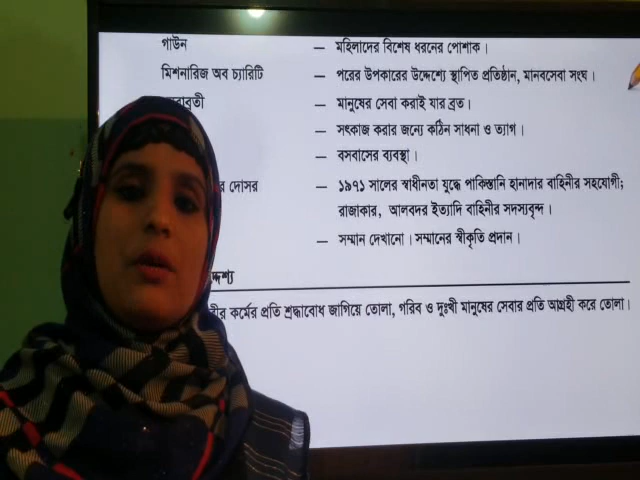 গাউন — মহিলাদের বিশেষ ধরনের পোশাক।
মিশনারিজ অব চ্যারিটি — পরের উপকারের উদ্দেশ্যে স্থাপিত প্রতিষ্ঠান, মানবসেবা সংঘ।
— মানুষের সেবা করাই যার ব্রত।
— সৎকাজ করার জন্যে কঠিন সাধনা ও ত্যাগ।
— বসবাসের ব্যবস্থা।
র দোসর — ১৯৭১ সালের স্বাধীনতা যুদ্ধে পাকিস্তানি হানাদার বাহিনীর সহযোগী;
রাজাকার, আলবদর ইত্যাদি বাহিনীর সদস্যবৃন্দ।
— সম্মান দেখানো। সম্মানের স্বীকৃতি প্রদান।
কর্মের প্রতি শ্রদ্ধাবোধ জাগিয়ে তোলা, গরিব ও দুঃখী মানুষের সেবার প্রতি আগ্রহী করে তোলা।